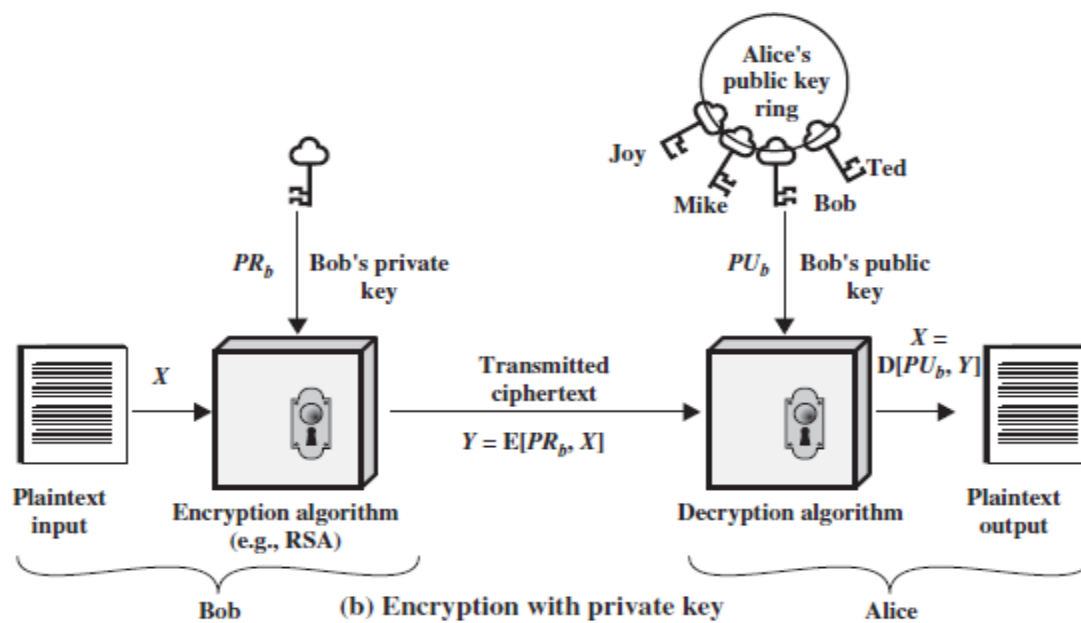 Alice's
public key
ring
Joy
Mike
Bob
Ted
PR_b
Bob's private
key
PU_b
Bob's public
key
X
Transmitted
ciphertext
Y = E[PR_b, X]
X =
D[PU_b, Y]
Plaintext
input
Encryption algorithm
(e.g., RSA)
Decryption algorithm
Plaintext
output
Bob
(b) Encryption with private key
Alice